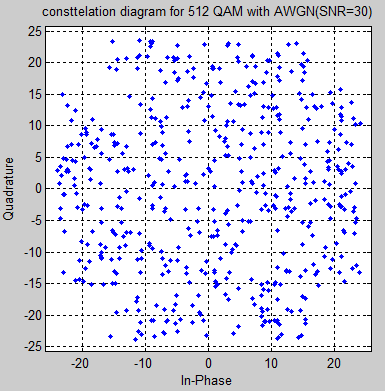 consttelation diagram for 512 QAM with AWGN(SNR=30)
25
20
15
10
5
0
-5
-10
-15
-20
-25
Quadrature
-20 -10 0 10 20
In-Phase